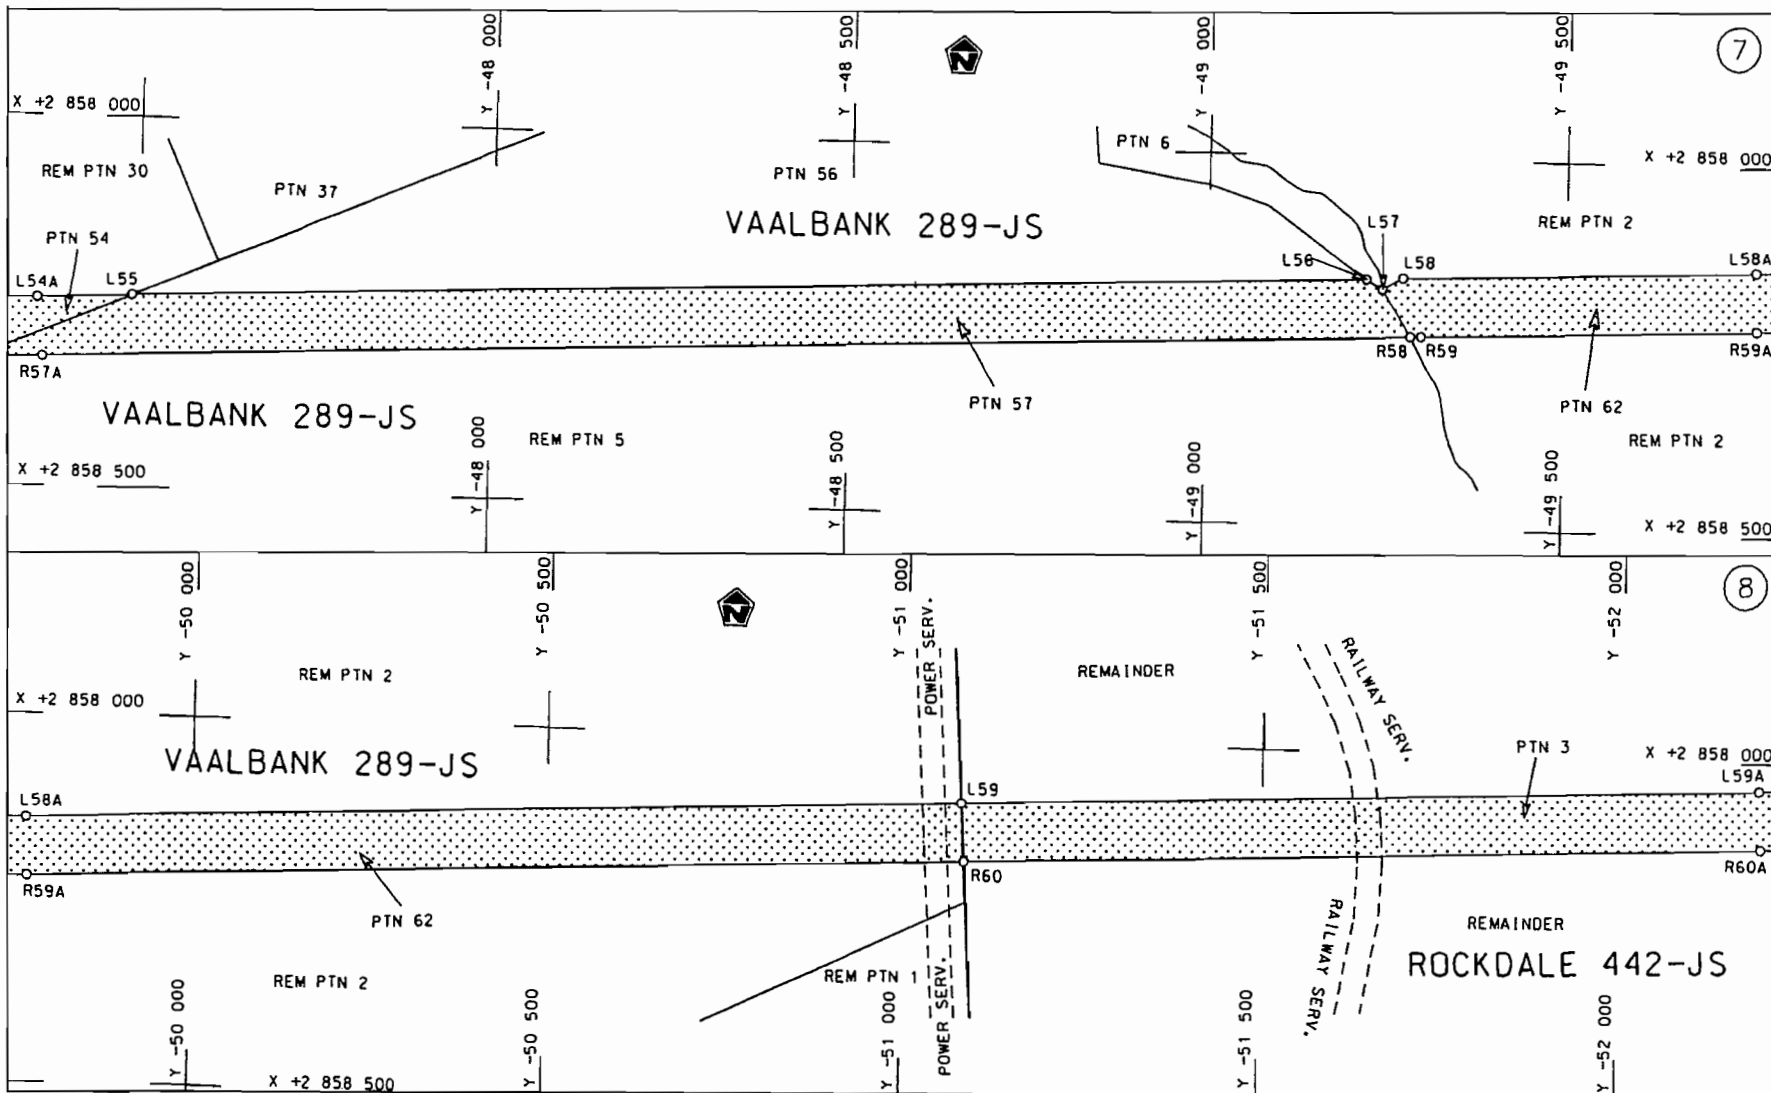 Y -48 000
Y -48 500
N
Y -49 000
Y -49 500
7
X +2 858 000
REM PTN 30
PTN 37
PTN 56
PTN 6
X +2 858 000
VAALBANK 289-JS
L57
REM PTN 2
PTN 54
L54A
L55
L56
L58
L58A
R57A
R58
R59
R59A
PTN 57
PTN 62
VAALBANK 289-JS
REM PTN 5
REM PTN 2
X +2 858 500
Y -48 000
Y -48 500
Y -49 000
Y -49 500
X +2 858 500
Y -50 000
Y -50 500
N
Y -51 000
POWER SERV.
Y -51 500
Y -52 000
8
REM PTN 2
REMAINDER
RAILWAY SERV.
X +2 858 000
VAALBANK 289-JS
PTN 3
X +2 858 000
L58A
L59
L59A
R59A
R60
R60A
PTN 62
REM PTN 2
REM PTN 1
POWER SERV.
RAILWAY SERV.
REMAINDER
ROCKDALE 442-JS
Y -50 000
X +2 858 500
Y -50 500
Y -51 000
Y -51 500
Y -52 000